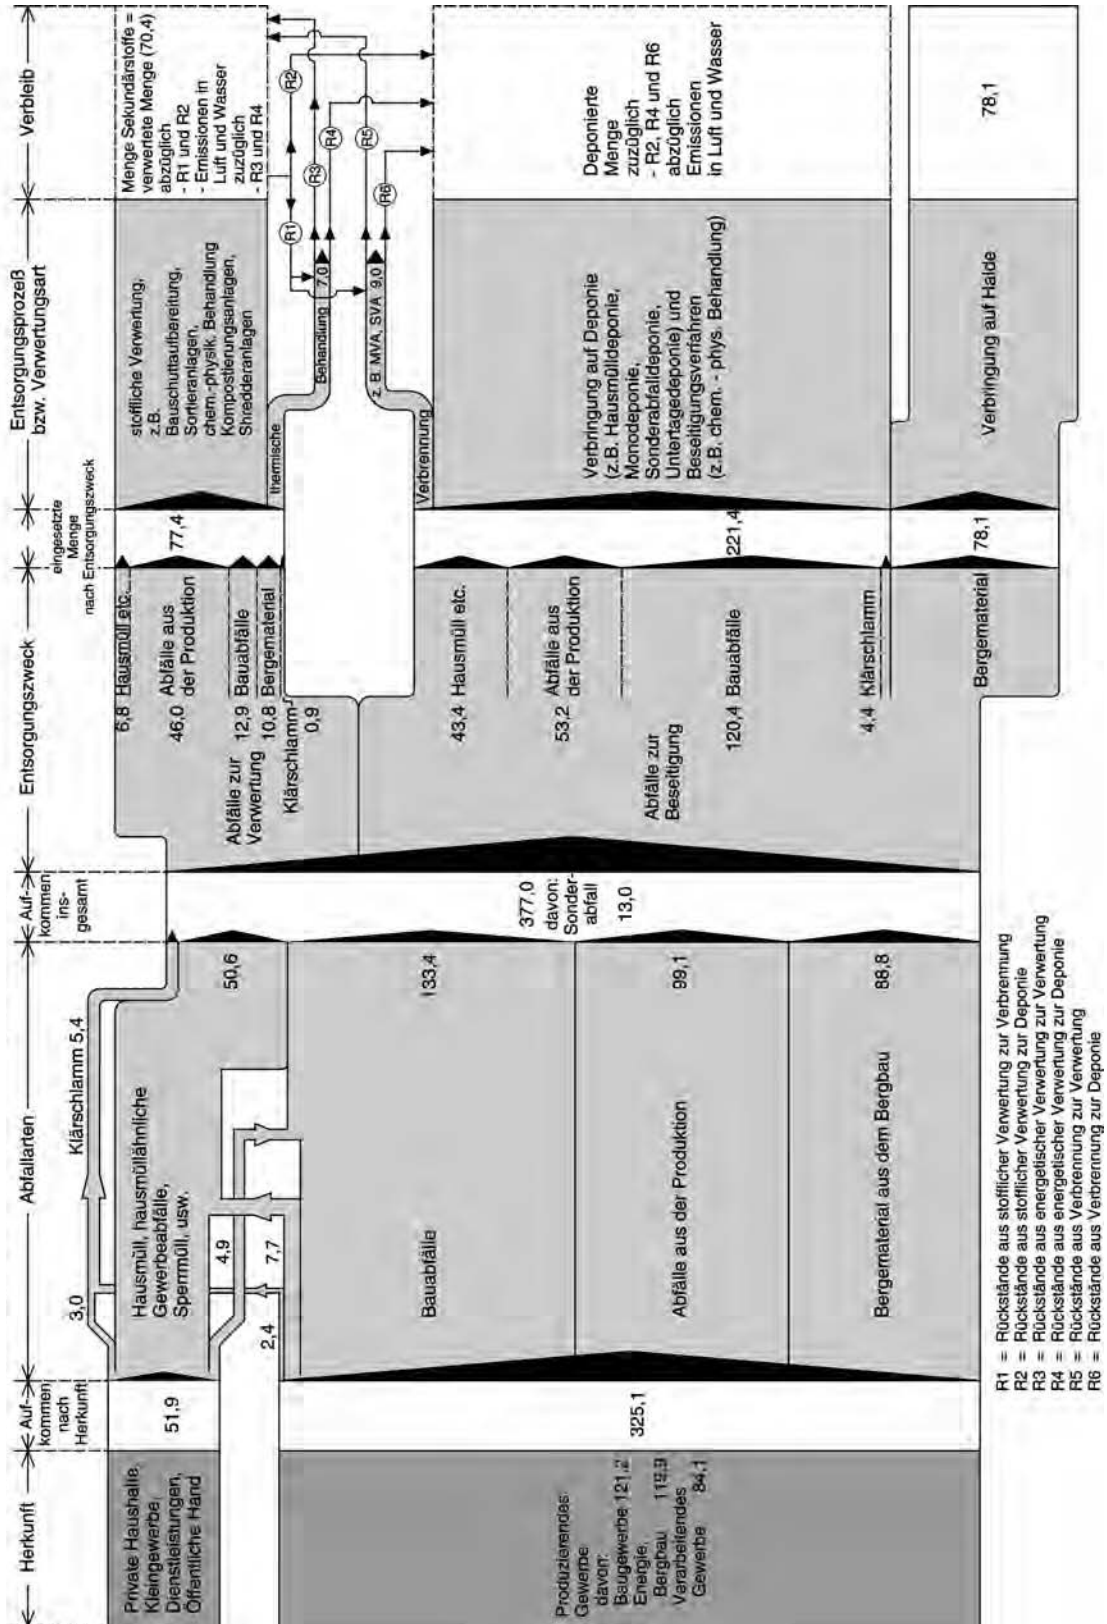 Herkunft
Auf-
kommen
nach
Herkunft
Abfallarten
Auf-
kommen
ins-
gesamt
Entsorgungszweck
eingesetzte
Menge
nach Entsorgungszweck
Entsorgungsprozeß
bzw. Verwertungsart
Verbleib
Private Haushalte,
Kleingewerbe,
Dienstleistungen,
Öffentliche Hand
51,9
3,0
Klärschlamm 5,4
Hausmüll, hausmüllähnliche
Gewerbeabfälle,
Sperrmüll, usw.
50,6
4,9
2,4
7,7
Produzierendes
Gewerbe
davon:
Baugewerbe 121,2
Energie,
Bergbau 119,9
Verarbeitendes
Gewerbe 84,1
325,1
Bauabfälle
133,4
Abfälle aus der Produktion
99,1
Bergematerial aus dem Bergbau
88,8
377,0
davon:
Sonder-
abfall
13,0
Abfälle zur
Verwertung
6,8 Hausmüll etc.
46,0 Abfälle aus
der Produktion
12,9 Bauabfälle
10,8 Bergematerial
Klärschlamm
0,9
77,4
Abfälle zur
Beseitigung
43,4 Hausmüll etc.
53,2 Abfälle aus
der Produktion
120,4 Bauabfälle
4,4 Klärschlamm
221,4
Bergematerial
78,1
stoffliche Verwertung,
z.B.
Bauschuttaufbereitung,
Sortieranlagen,
chem.-physik. Behandlung
Kompostierungsanlagen,
Shredderanlagen
thermische
Behandlung 7,0
Verbrennung
z. B. MVA, SVA 9,0
Verbringung auf Deponie
(z.B. Hausmülldeponie,
Monodeponie,
Sonderabfalldeponie,
Untertagedeponie) und
Beseitigungsverfahren
(z.B. chem. - phys. Behandlung)
Verbringung auf Halde
Menge Sekundärstoffe =
verwertete Menge (70,4)
abzüglich
- R1 und R2
- Emissionen in
Luft und Wasser
zuzüglich
- R3 und R4
R1
R2
R3
R4
R5
R6
Deponierte
Menge
zuzüglich
- R2, R4 und R6
abzüglich
Emissionen
in Luft und Wasser
78,1
R1 = Rückstände aus stofflicher Verwertung zur Verbrennung
R2 = Rückstände aus stofflicher Verwertung zur Deponie
R3 = Rückstände aus energetischer Verwertung zur Verwertung
R4 = Rückstände aus energetischer Verwertung zur Deponie
R5 = Rückstände aus Verbrennung zur Verwertung
R6 = Rückstände aus Verbrennung zur Deponie